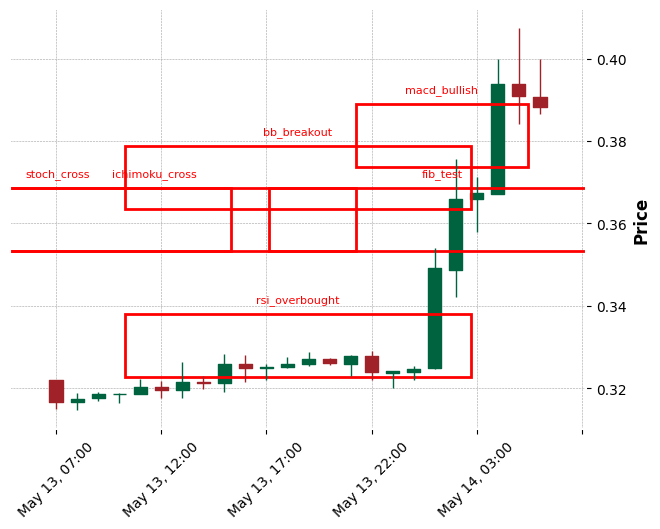 macd_bullish
bb_breakout
stoch_cross
ichimoku_cross
fib_test
rsi_overbought
0.40
0.38
0.36
0.34
0.32
Price
May 13, 07:00
May 13, 12:00
May 13, 17:00
May 13, 22:00
May 14, 03:00